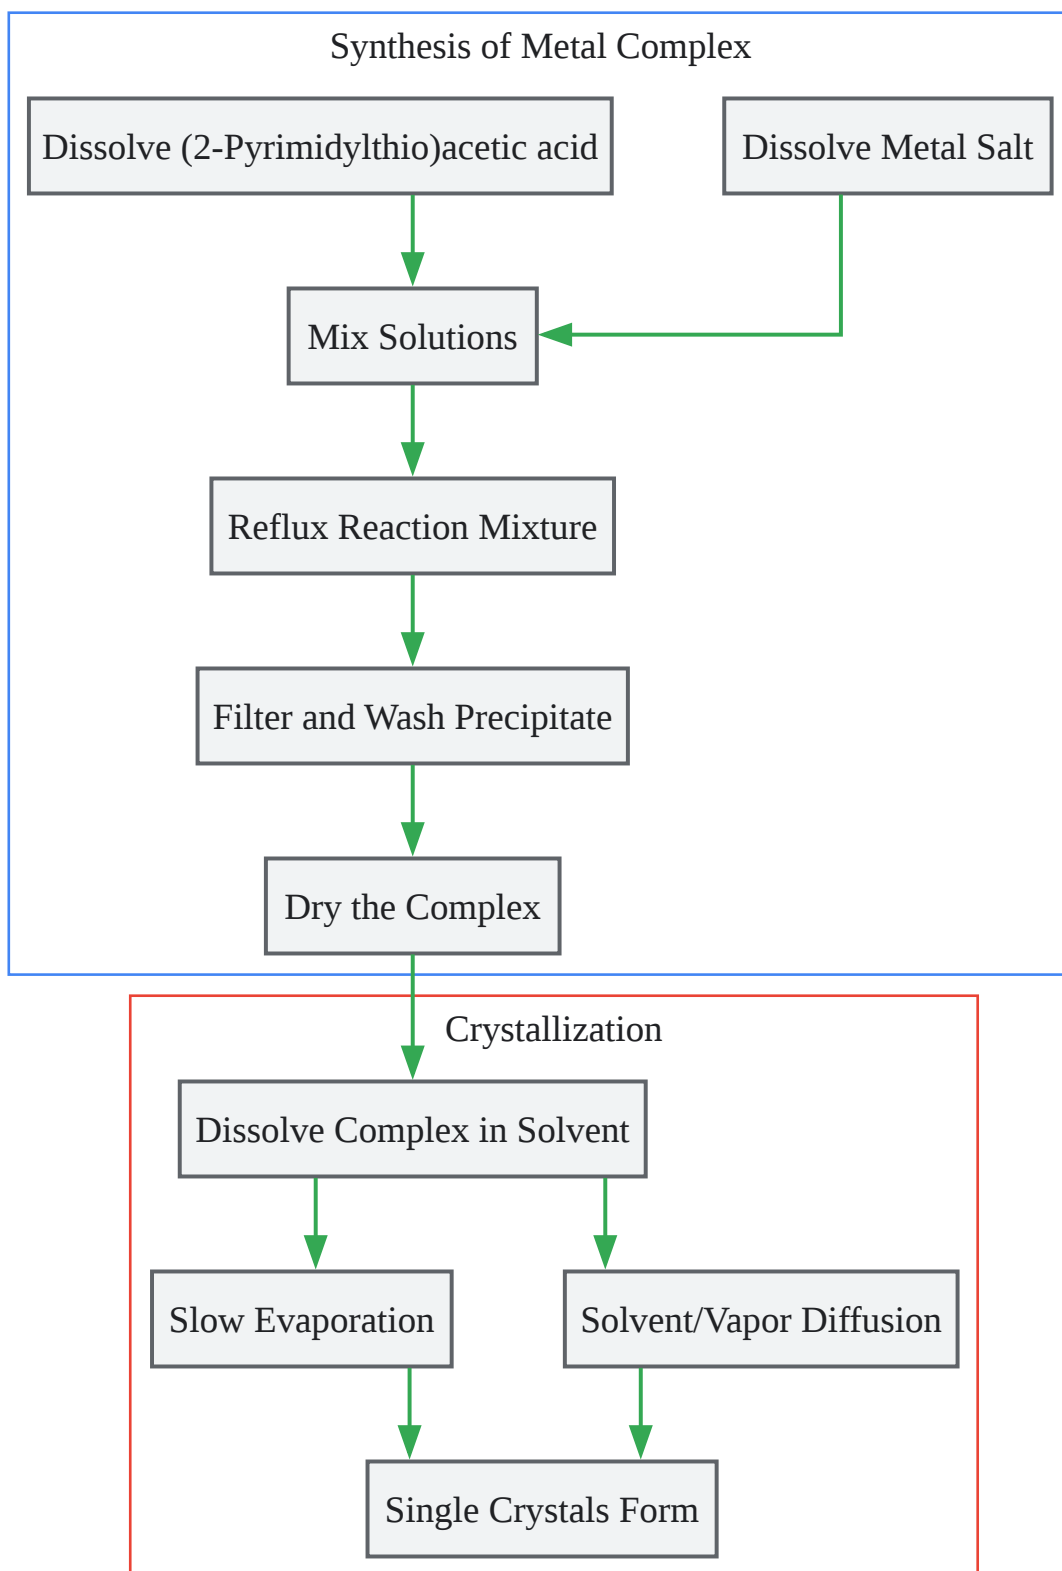 Synthesis of Metal Complex
Dissolve (2-Pyrimidylthio)acetic acid
Dissolve Metal Salt
Mix Solutions
Reflux Reaction Mixture
Filter and Wash Precipitate
Dry the Complex
Crystallization
Dissolve Complex in Solvent
Slow Evaporation
Solvent/Vapor Diffusion
Single Crystals Form